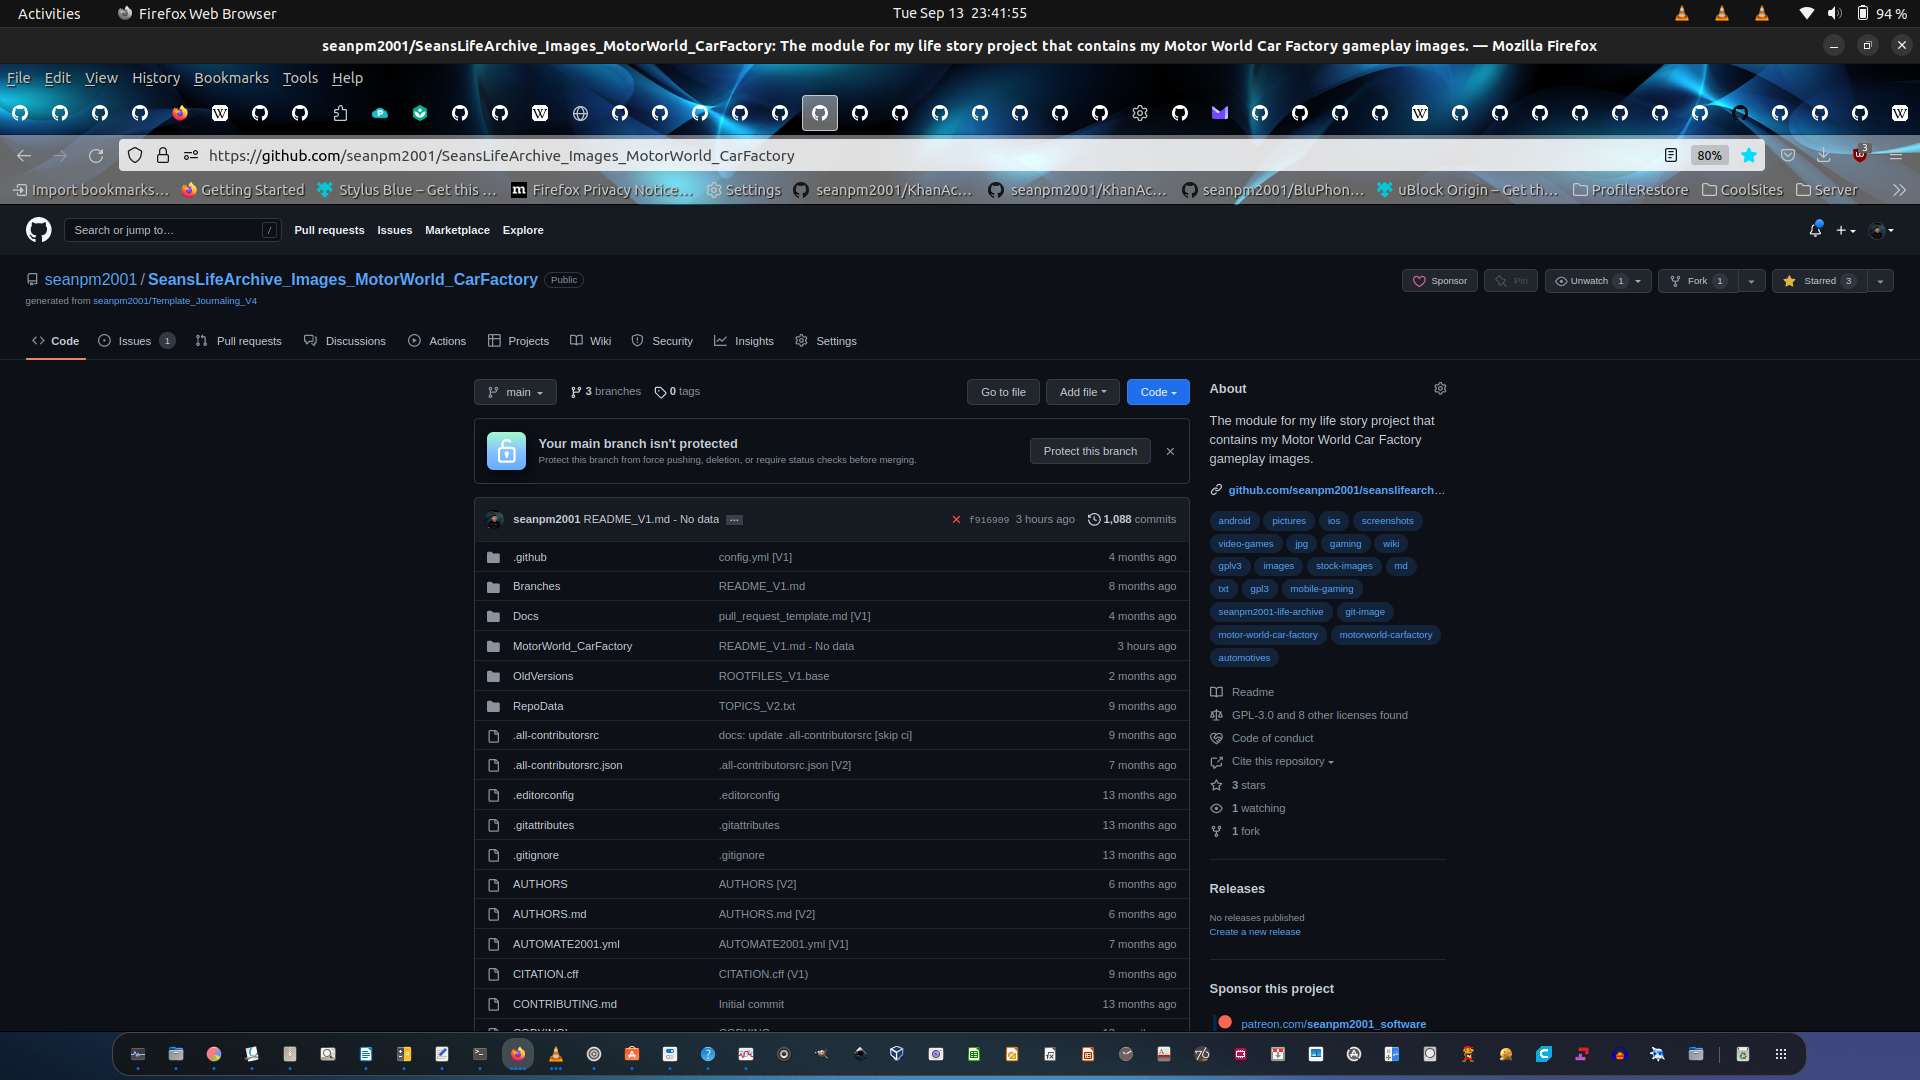 Activities
Firefox Web Browser
Tue Sep 13 23:41:55
94 %
seanpm2001/SeansLifeArchive_Images_MotorWorld_CarFactory: The module for my life story project that contains my Motor World Car Factory gameplay images. — Mozilla Firefox
File Edit View History Bookmarks Tools Help
https://github.com/seanpm2001/SeansLifeArchive_Images_MotorWorld_CarFactory
80%
3
Import bookmarks… Getting Started Stylus Blue – Get this … Firefox Privacy Notice… Settings seanpm2001/KhanAc… seanpm2001/KhanAc… seanpm2001/BluPhon… uBlock Origin – Get th… ProfileRestore CoolSites Server
Search or jump to… /
Pull requests Issues Marketplace Explore
seanpm2001 / SeansLifeArchive_Images_MotorWorld_CarFactory Public
Sponsor Pin Unwatch 1 Fork 1 Starred 3
generated from seanpm2001/Template_Journaling_V4
Code Issues 1 Pull requests Discussions Actions Projects Wiki Security Insights Settings
main 3 branches 0 tags Go to file Add file Code
Your main branch isn't protected
Protect this branch from force pushing, deletion, or require status checks before merging.
Protect this branch
seanpm2001 README_V1.md - No data … f916909 3 hours ago 1,088 commits
.github config.yml [V1] 4 months ago
Branches README_V1.md 8 months ago
Docs pull_request_template.md [V1] 4 months ago
MotorWorld_CarFactory README_V1.md - No data 3 hours ago
OldVersions ROOTFILES_V1.base 2 months ago
RepoData TOPICS_V2.txt 9 months ago
.all-contributorsrc docs: update .all-contributorsrc [skip ci] 9 months ago
.all-contributorsrc.json .all-contributorsrc.json [V2] 7 months ago
.editorconfig .editorconfig 13 months ago
.gitattributes .gitattributes 13 months ago
.gitignore .gitignore 13 months ago
AUTHORS AUTHORS [V2] 6 months ago
AUTHORS.md AUTHORS.md [V2] 6 months ago
AUTOMATE2001.yml AUTOMATE2001.yml [V1] 7 months ago
CITATION.cff CITATION.cff (V1) 9 months ago
CONTRIBUTING.md Initial commit 13 months ago
About
The module for my life story project that
contains my Motor World Car Factory
gameplay images.
github.com/seanpm2001/seanslifearch…
android pictures ios screenshots
video-games jpg gaming wiki
gplv3 images stock-images md
txt gpl3 mobile-gaming
seanpm2001-life-archive git-image
motor-world-car-factory motorworld-carfactory
automotives
Readme
GPL-3.0 and 8 other licenses found
Code of conduct
Cite this repository
3 stars
1 watching
1 fork
Releases
No releases published
Create a new release
Sponsor this project
patreon.com/seanpm2001_software